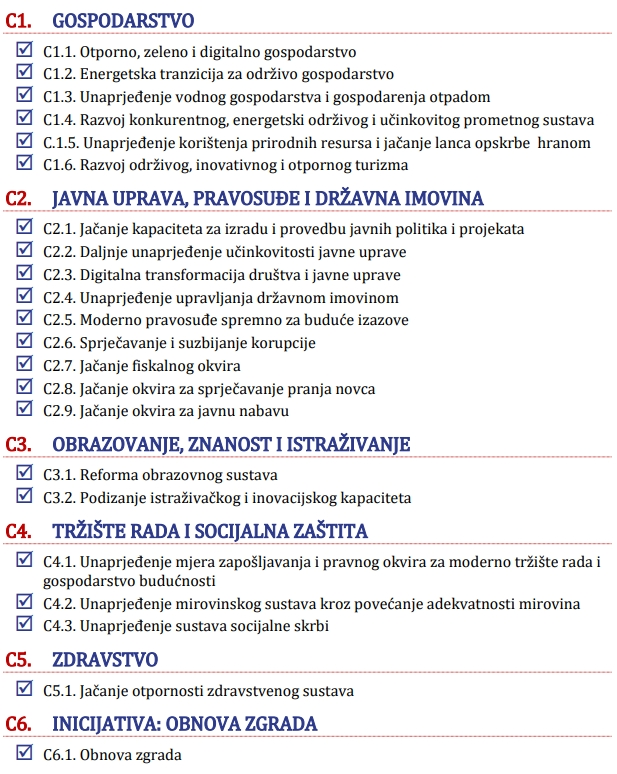 C1. GOSPODARSTVO
C1.1. Otporno, zeleno i digitalno gospodarstvo
C1.2. Energetska tranzicija za održivo gospodarstvo
C1.3. Unaprjeđenje vodnog gospodarstva i gospodarenja otpadom
C1.4. Razvoj konkurentnog, energetski održivog i učinkovitog prometnog sustava
C.1.5. Unaprjeđenje korištenja prirodnih resursa i jačanje lanca opskrbe hranom
C1.6. Razvoj održivog, inovativnog i otpornog turizma
C2. JAVNA UPRAVA, PRAVOSUĐE I DRŽAVNA IMOVINA
C2.1. Jačanje kapaciteta za izradu i provedbu javnih politika i projekata
C2.2. Daljnje unaprjeđenje učinkovitosti javne uprave
C2.3. Digitalna transformacija društva i javne uprave
C2.4. Unaprjeđenje upravljanja državnom imovinom
C2.5. Moderno pravosuđe spremno za buduće izazove
C2.6. Sprječavanje i suzbijanje korupcije
C2.7. Jačanje fiskalnog okvira
C2.8. Jačanje okvira za sprječavanje pranja novca
C2.9. Jačanje okvira za javnu nabavu
C3. OBRAZOVANJE, ZNANOST I ISTRAŽIVANJE
C3.1. Reforma obrazovnog sustava
C3.2. Podizanje istraživačkog i inovacijskog kapaciteta
C4. TRŽIŠTE RADA I SOCIJALNA ZAŠTITA
C4.1. Unaprjeđenje mjera zapošljavanja i pravnog okvira za moderno tržište rada i
gospodarstvo budućnosti
C4.2. Unaprjeđenje mirovinskog sustava kroz povećanje adekvatnosti mirovina
C4.3. Unaprjeđenje sustava socijalne skrbi
C5. ZDRAVSTVO
C5.1. Jačanje otpornosti zdravstvenog sustava
C6. INICIJATIVA: OBNOVA ZGRADA
C6.1. Obnova zgrada